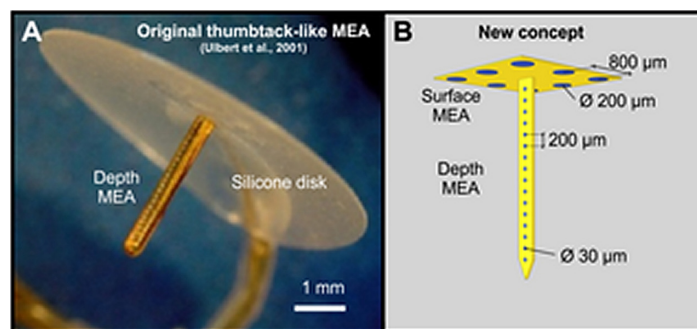 A
Original thumbtack-like MEA
(Ulbert et al., 2001)
Depth
MEA
Silicone disk
1 mm
B
New concept
800 µm
Ø 200 µm
Surface
MEA
200 µm
Depth
MEA
Ø 30 µm